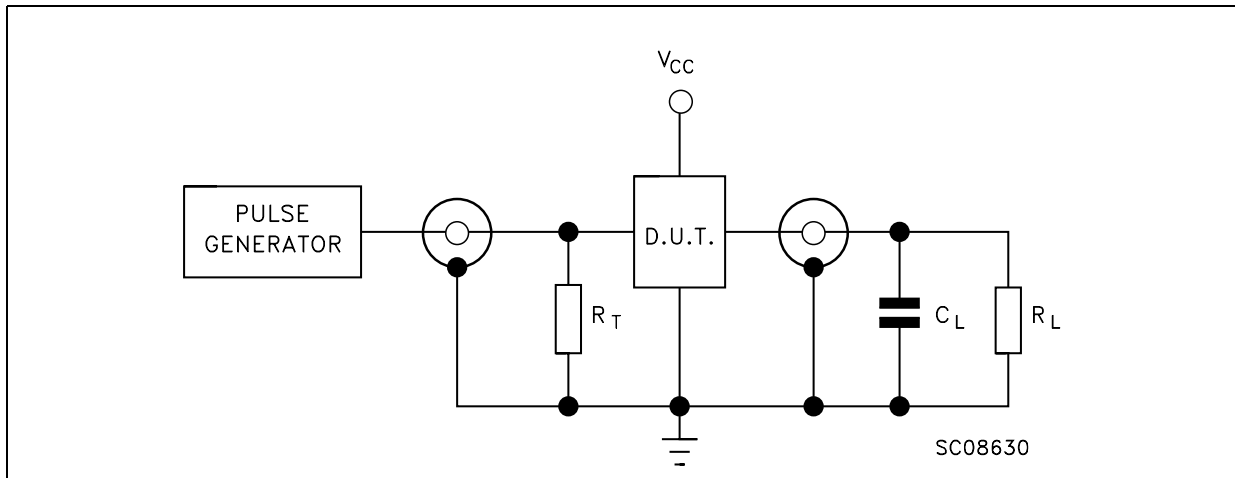 VCC
PULSE
GENERATOR
D.U.T.
RT
CL
RL
SC08630